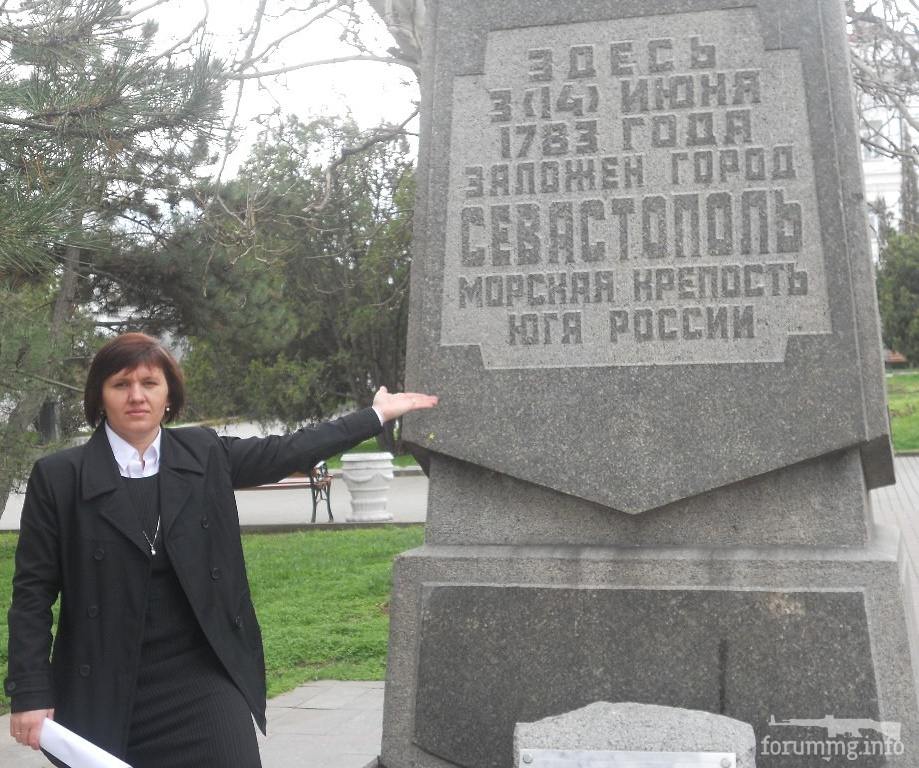 ЗДЕСЬ
3(14) ИЮНЯ
1783 ГОДА
ЗАЛОЖЕН ГОРОД
СЕВАСТОПОЛЬ
МОРСКАЯ КРЕПОСТЬ
ЮГА РОССИИ
forummg.info